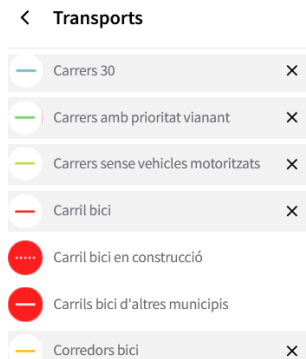 Transports
Carrers 30
Carrers amb prioritat vianant
Carrers sense vehicles motoritzats
Carril bici
Carril bici en construcció
Carrils bici d'altres municipis
Corredors bici